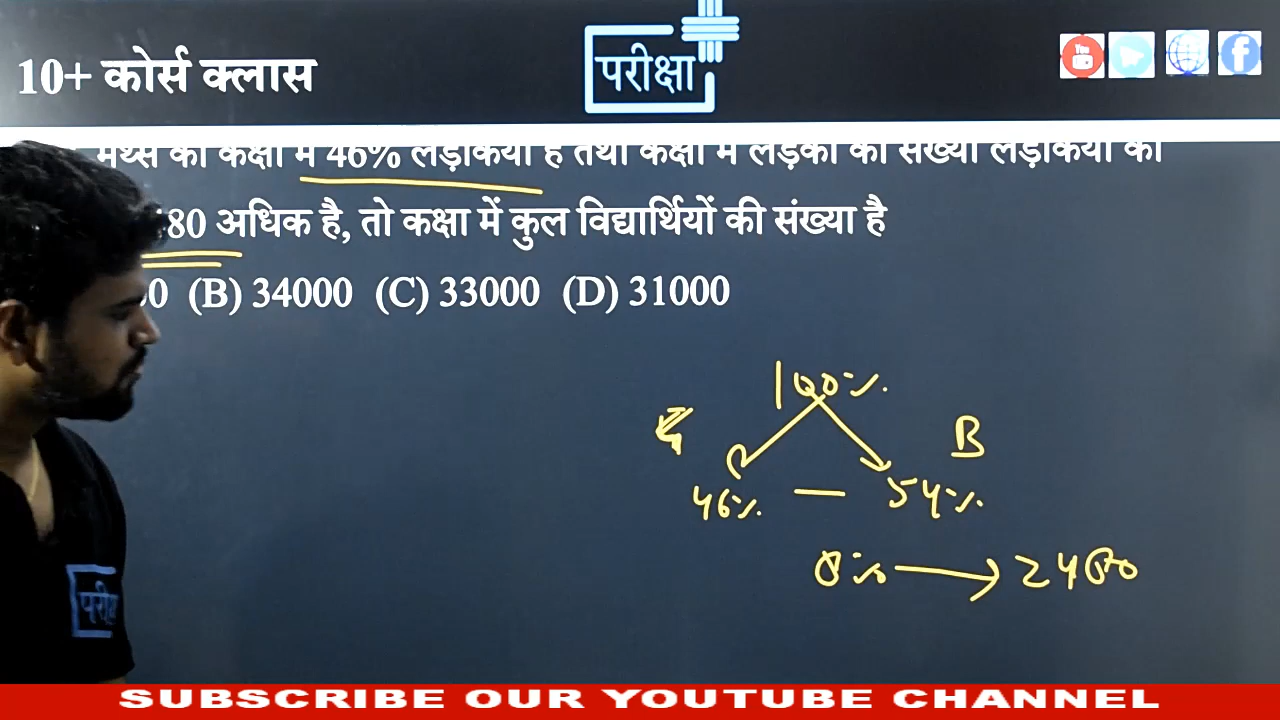 10+ कोर्स क्लास
परीक्षा
मैथ्स की कक्षा में 46% लड़कियाँ हैं तथा कक्षा में लड़कों की संख्या लड़कियों की
80 अधिक है, तो कक्षा में कुल विद्यार्थियों की संख्या है
(B) 34000 (C) 33000 (D) 31000
100%
G B
46% — 54%
8% → 2480
परीक्षा
SUBSCRIBE OUR YOUTUBE CHANNEL